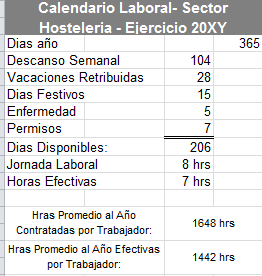 Calendario Laboral- Sector
Hosteleria - Ejercicio 20XY
Dias año 365
Descanso Semanal 104
Vacaciones Retribuidas 28
Dias Festivos 15
Enfermedad 5
Permisos 7
Dias Disponibles: 206
Jornada Laboral 8 hrs
Horas Efectivas 7 hrs
Hras Promedio al Año
Contratadas por Trabajador: 1648 hrs
Hras Promedio al Año Efectivas
por Trabajador: 1442 hrs